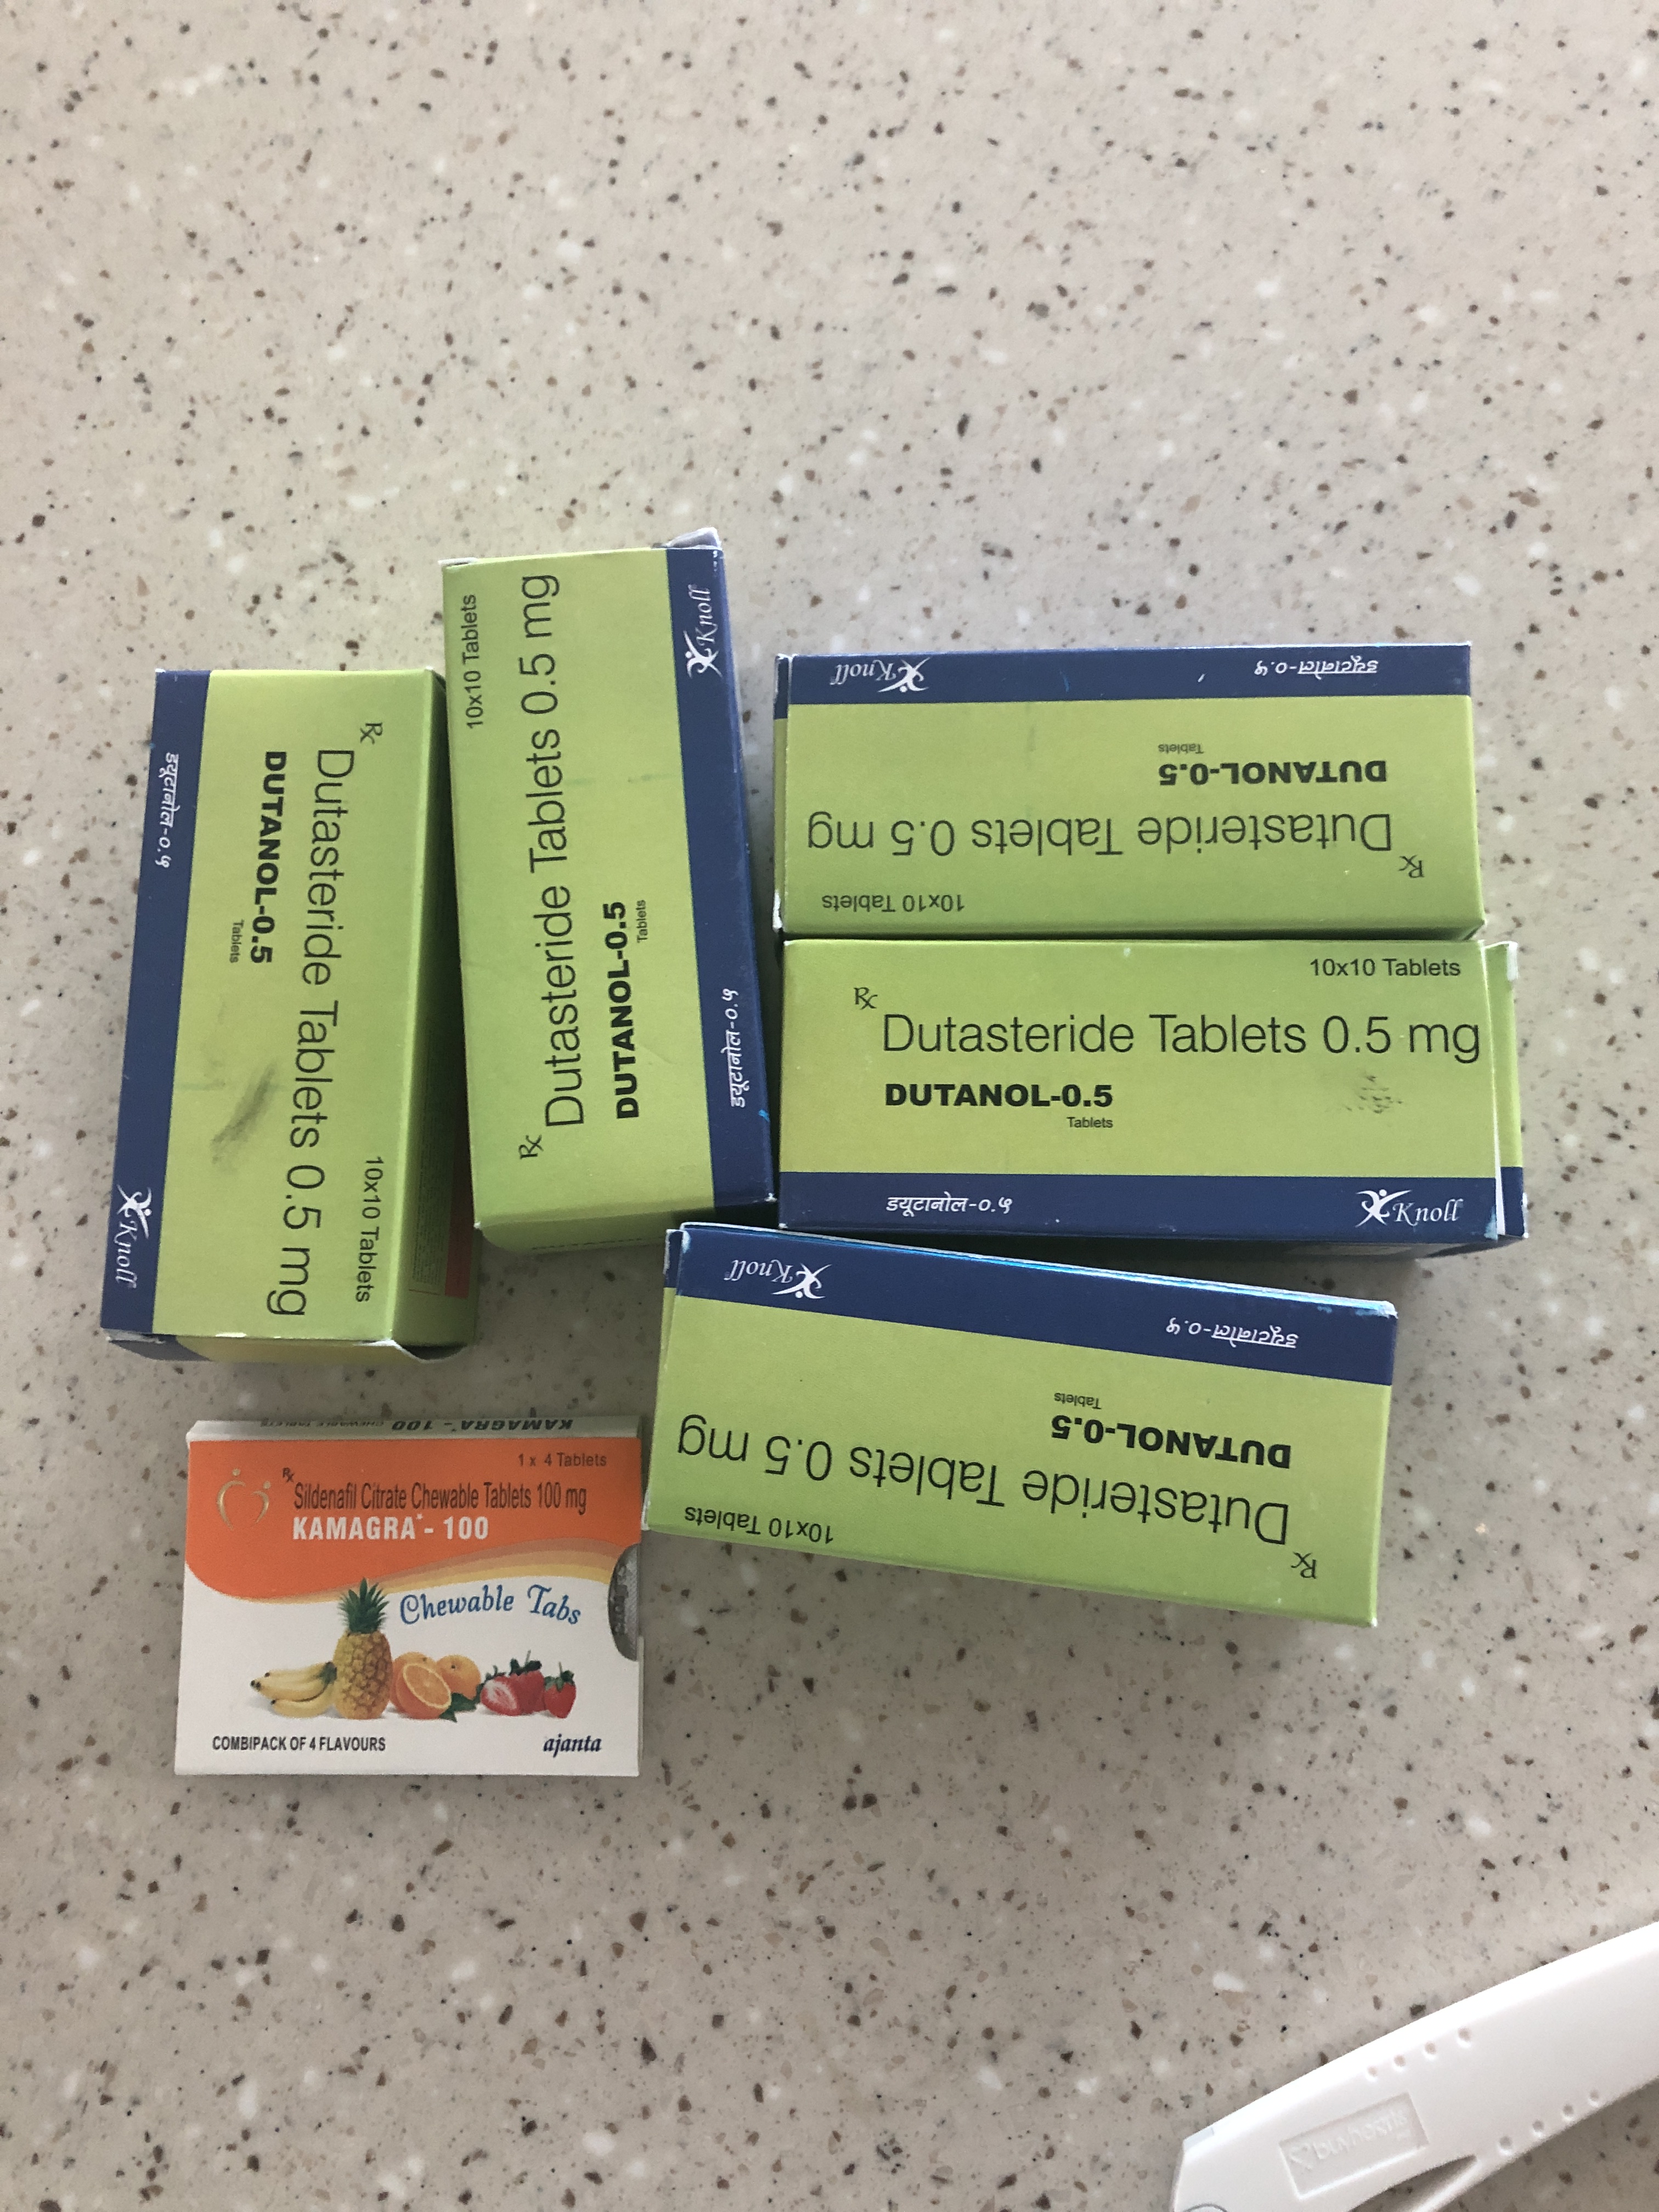 10x10 Tablets
Rx Dutasteride Tablets 0.5 mg
DUTANOL-0.5
Tablets
डयूटानोल-०.५
Knoll
Rx
Dutasteride Tablets 0.5 mg
DUTANOL-0.5
Tablets
10x10 Tablets
डयूटानोल-०.५
Knoll
10x10 Tablets
Rx Dutasteride Tablets 0.5 mg
DUTANOL-0.5
Tablets
डयूटानोल-०.५
Knoll
10x10 Tablets
Rx Dutasteride Tablets 0.5 mg
DUTANOL-0.5
Tablets
डयूटानोल-०.५
Knoll
10x10 Tablets
Rx Dutasteride Tablets 0.5 mg
DUTANOL-0.5
Tablets
डयूटानोल-०.५
Knoll
KAMAGRA - 100 CHEWABLE TABLETS
1 x 4 Tablets
Rx Sildenafil Citrate Chewable Tablets 100 mg
KAMAGRA* - 100
Chewable Tabs
COMBIPACK OF 4 FLAVOURS
ajanta